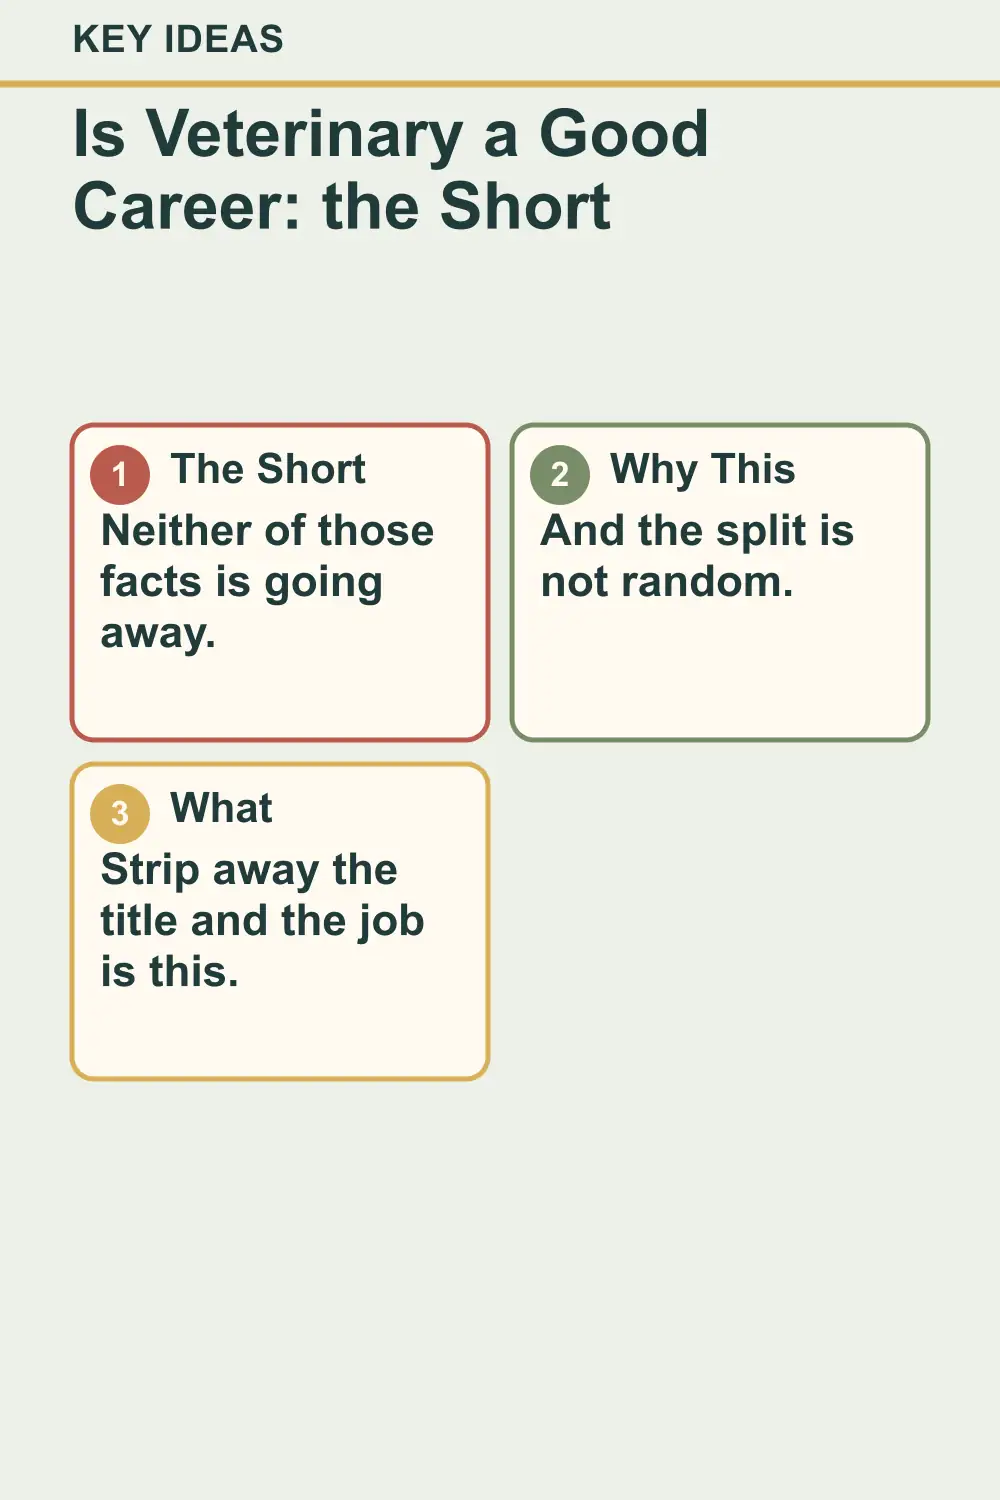 KEY IDEAS
Is Veterinary a Good
Career: the Short
1 The Short
Neither of those
facts is going
away.
2 Why This
And the split is
not random.
3 What
Strip away the
title and the job
is this.